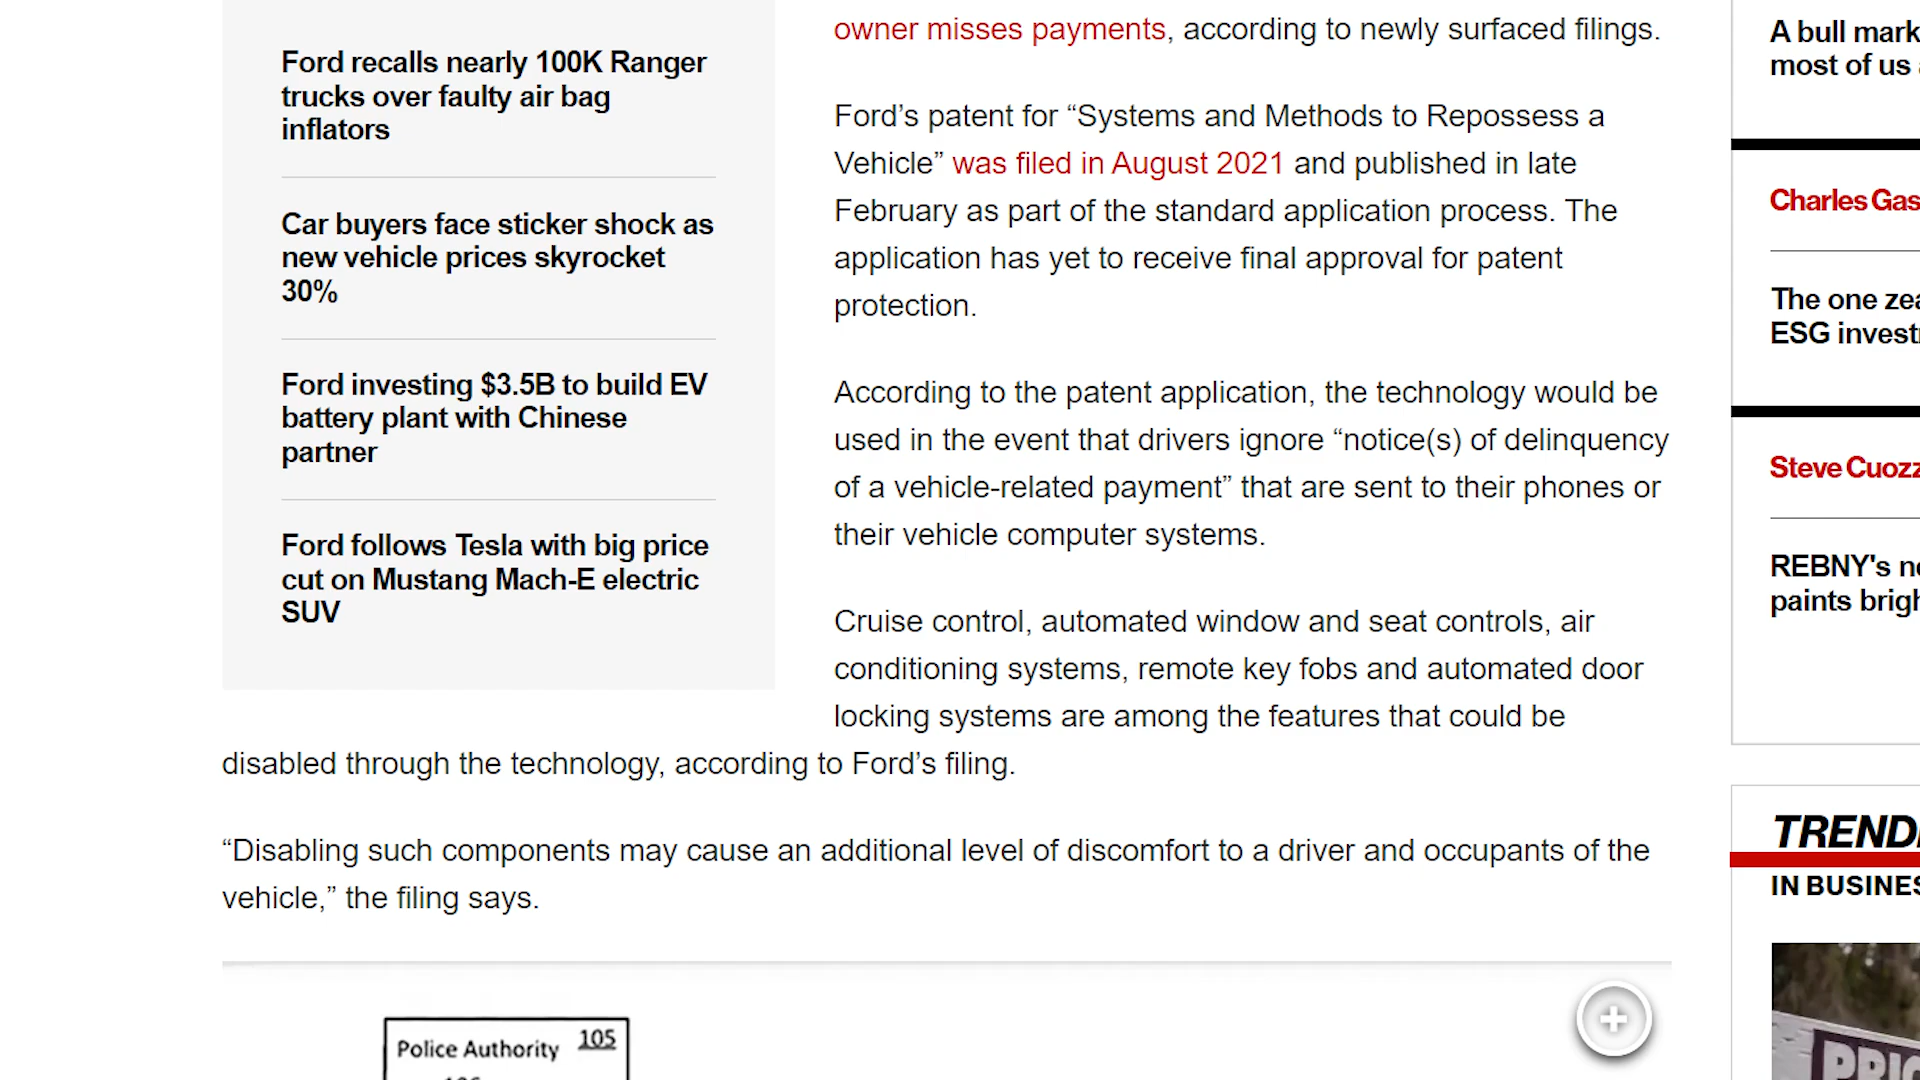 Ford recalls nearly 100K Ranger
trucks over faulty air bag
inflators
Car buyers face sticker shock as
new vehicle prices skyrocket
30%
Ford investing $3.5B to build EV
battery plant with Chinese
partner
Ford follows Tesla with big price
cut on Mustang Mach-E electric
SUV
owner misses payments, according to newly surfaced filings.
Ford’s patent for “Systems and Methods to Repossess a
Vehicle” was filed in August 2021 and published in late
February as part of the standard application process. The
application has yet to receive final approval for patent
protection.
According to the patent application, the technology would be
used in the event that drivers ignore “notice(s) of delinquency
of a vehicle-related payment” that are sent to their phones or
their vehicle computer systems.
Cruise control, automated window and seat controls, air
conditioning systems, remote key fobs and automated door
locking systems are among the features that could be
disabled through the technology, according to Ford’s filing.
“Disabling such components may cause an additional level of discomfort to a driver and occupants of the
vehicle,” the filing says.
Police Authority 105
A bull mark
most of us
Charles Gas
The one zea
ESG invest
Steve Cuozz
REBNY's ne
paints brigh
TREND
IN BUSINES
PRIC